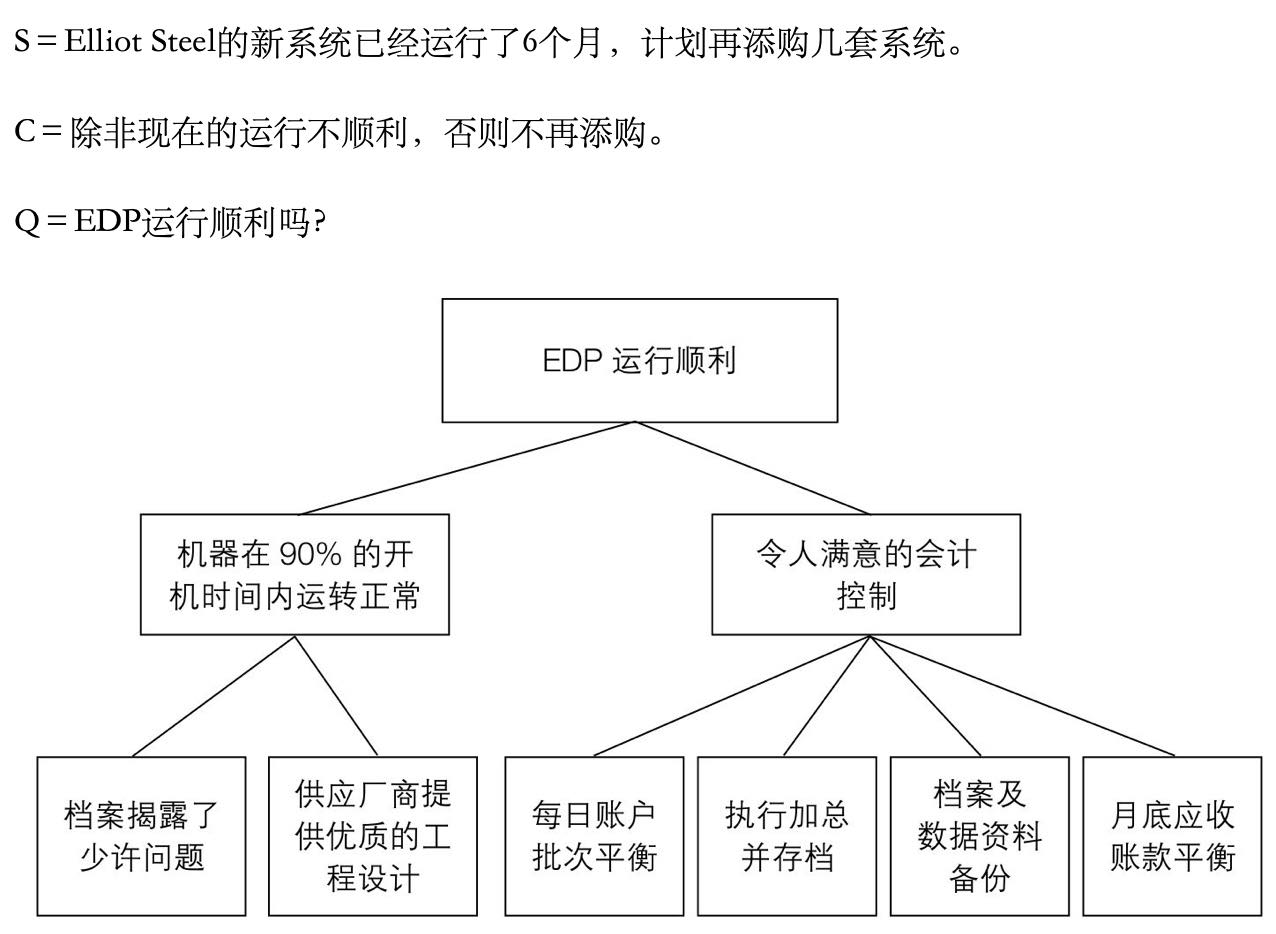 S = Elliot Steel的新系统已经运行了6个月，计划再添购几套系统。
C = 除非现在的运行不顺利，否则不再添购。
Q = EDP运行顺利吗?
EDP 运行顺利
机器在 90% 的开
机时间内运转正常
令人满意的会计
控制
档案揭露了
少许问题
供应厂商提
供优质的工
程设计
每日账户
批次平衡
执行加总
并存档
档案及
数据资料
备份
月底应收
账款平衡